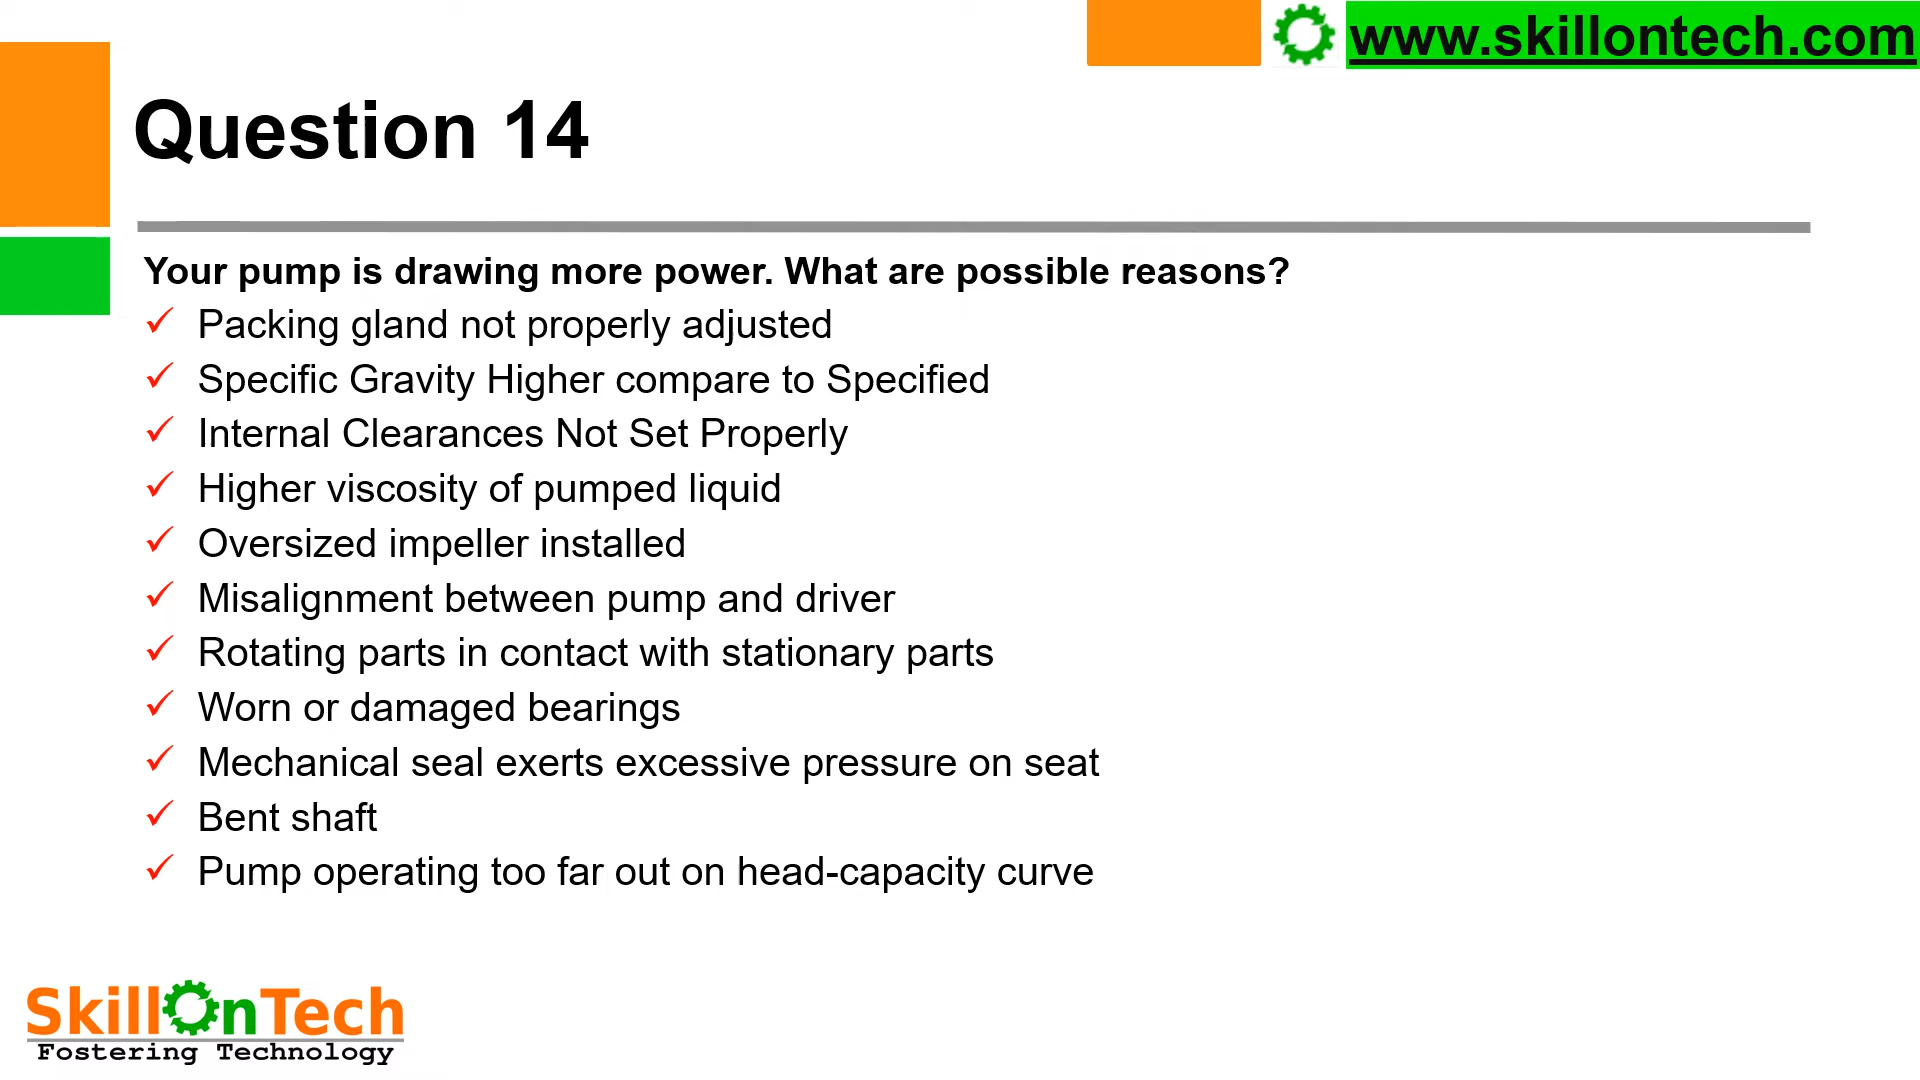 www.skillontech.com
Question 14
Your pump is drawing more power. What are possible reasons?
Packing gland not properly adjusted
Specific Gravity Higher compare to Specified
Internal Clearances Not Set Properly
Higher viscosity of pumped liquid
Oversized impeller installed
Misalignment between pump and driver
Rotating parts in contact with stationary parts
Worn or damaged bearings
Mechanical seal exerts excessive pressure on seat
Bent shaft
Pump operating too far out on head-capacity curve
SkillOnTech
Fostering Technology